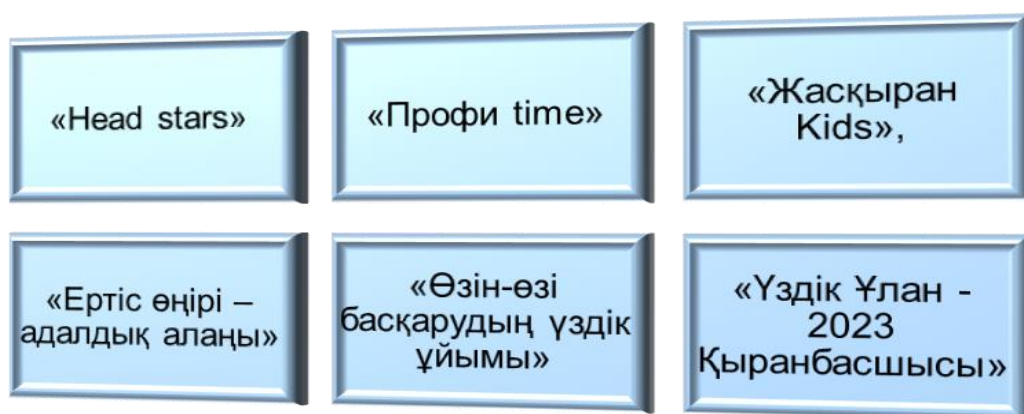 «Head stars»
«Профи time»
«Жасқыран
Kids»,
«Ертіс өңірі –
адалдық алаңы»
«Өзін-өзі
басқарудың үздік
ұйымы»
«Үздік Ұлан -
2023
Қыранбасшысы»